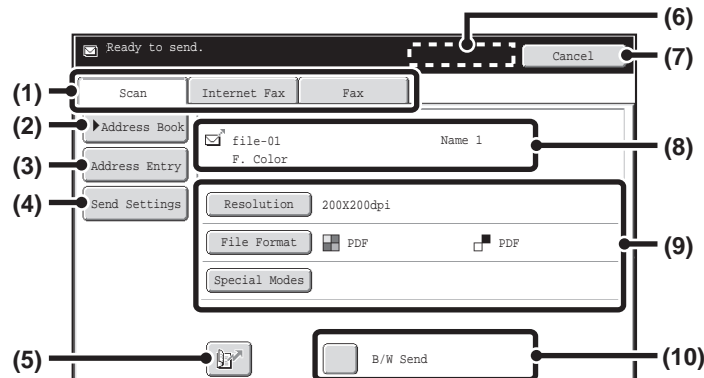 (6)
Ready to send.
Cancel
(7)
(1)
Scan
Internet Fax
Fax
(2)
Address Book
file-01
Name 1
(8)
F. Color
(3)
Address Entry
(4)
Send Settings
Resolution
200X200dpi
File Format
PDF
PDF
(9)
Special Modes
(5)
B/W Send
(10)